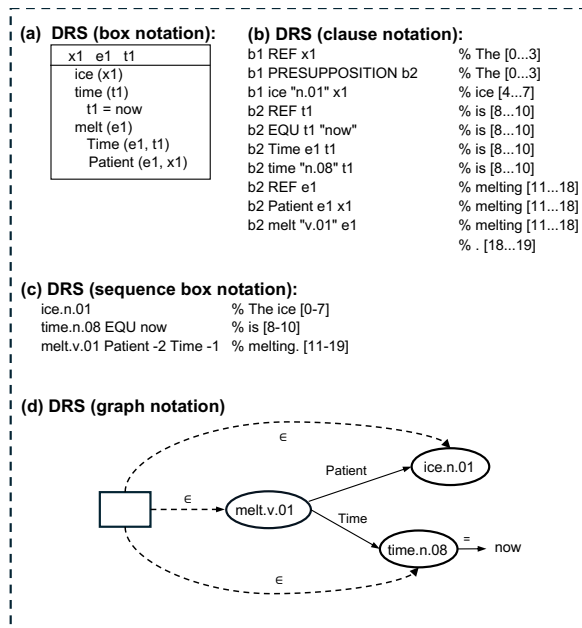 (a) DRS (box notation):
x1 e1 t1
ice (x1)
time (t1)
t1 = now
melt (e1)
Time (e1, t1)
Patient (e1, x1)
(b) DRS (clause notation):
b1 REF x1 % The [0...3]
b1 PRESUPPOSITION b2 % The [0...3]
b1 ice "n.01" x1 % ice [4...7]
b2 REF t1 % is [8...10]
b2 EQU t1 "now" % is [8...10]
b2 Time e1 t1 % is [8...10]
b2 time "n.08" t1 % is [8...10]
b2 REF e1 % melting [11...18]
b2 Patient e1 x1 % melting [11...18]
b2 melt "v.01" e1 % melting [11...18]
% . [18...19]
(c) DRS (sequence box notation):
ice.n.01 % The ice [0-7]
time.n.08 EQU now % is [8-10]
melt.v.01 Patient -2 Time -1 % melting. [11-19]
(d) DRS (graph notation)
∈
Patient
ice.n.01
∈
melt.v.01
Time
time.n.08
=
now
∈